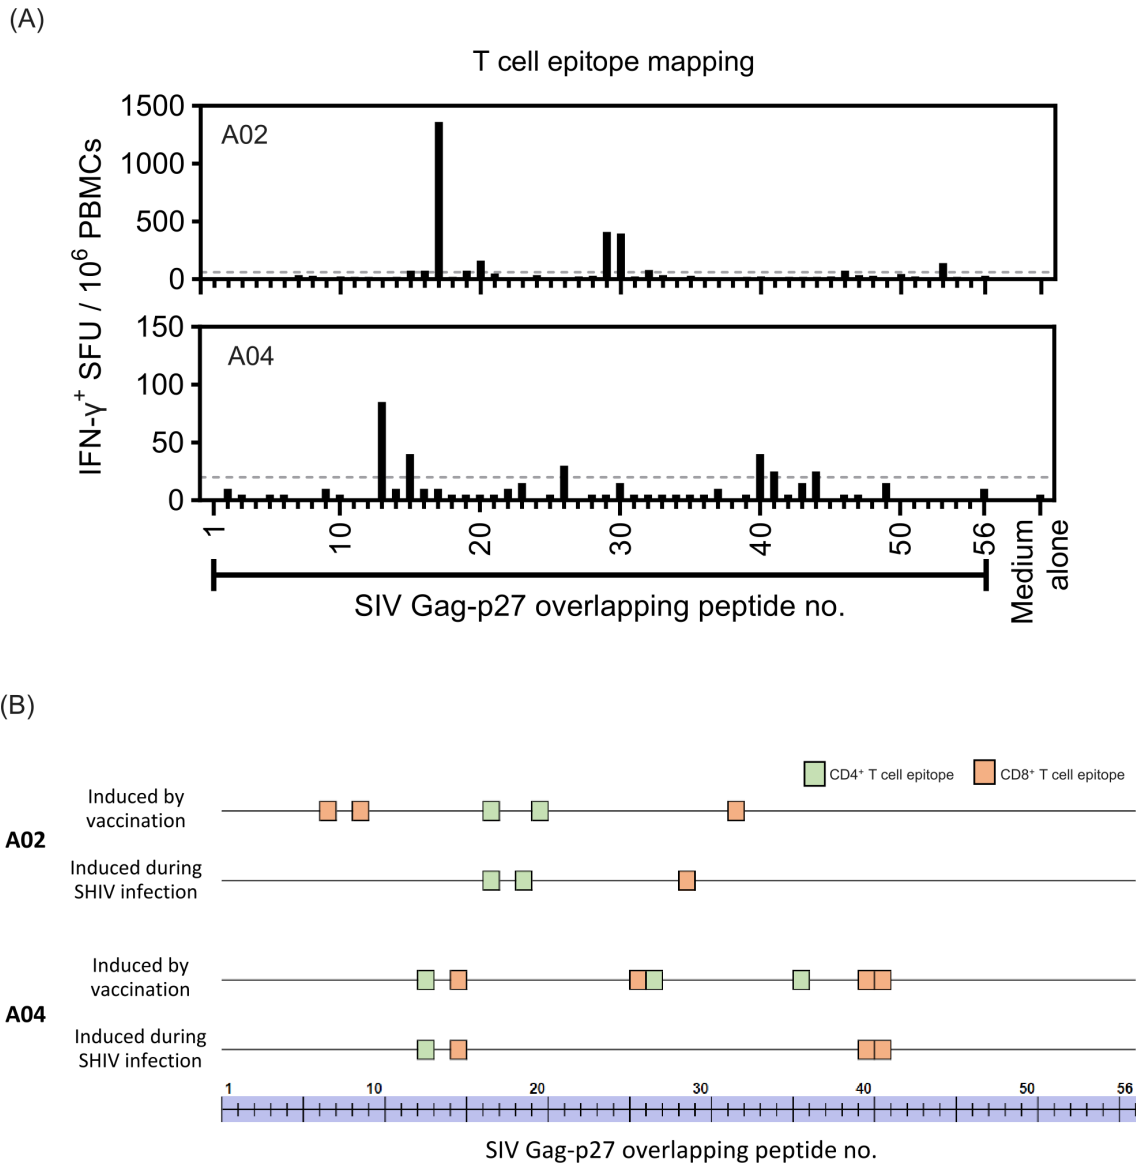 (A)
T cell epitope mapping
IFN-γ⁺ SFU / 10⁶ PBMCs
1500
1000
500
0
A02
150
100
50
0
A04
1 10 20 30 40 50 56 Medium alone
SIV Gag-p27 overlapping peptide no.
(B)
CD4⁺ T cell epitope CD8⁺ T cell epitope
A02
Induced by
vaccination
Induced during
SHIV infection
A04
Induced by
vaccination
Induced during
SHIV infection
1 10 20 30 40 50 56
SIV Gag-p27 overlapping peptide no.